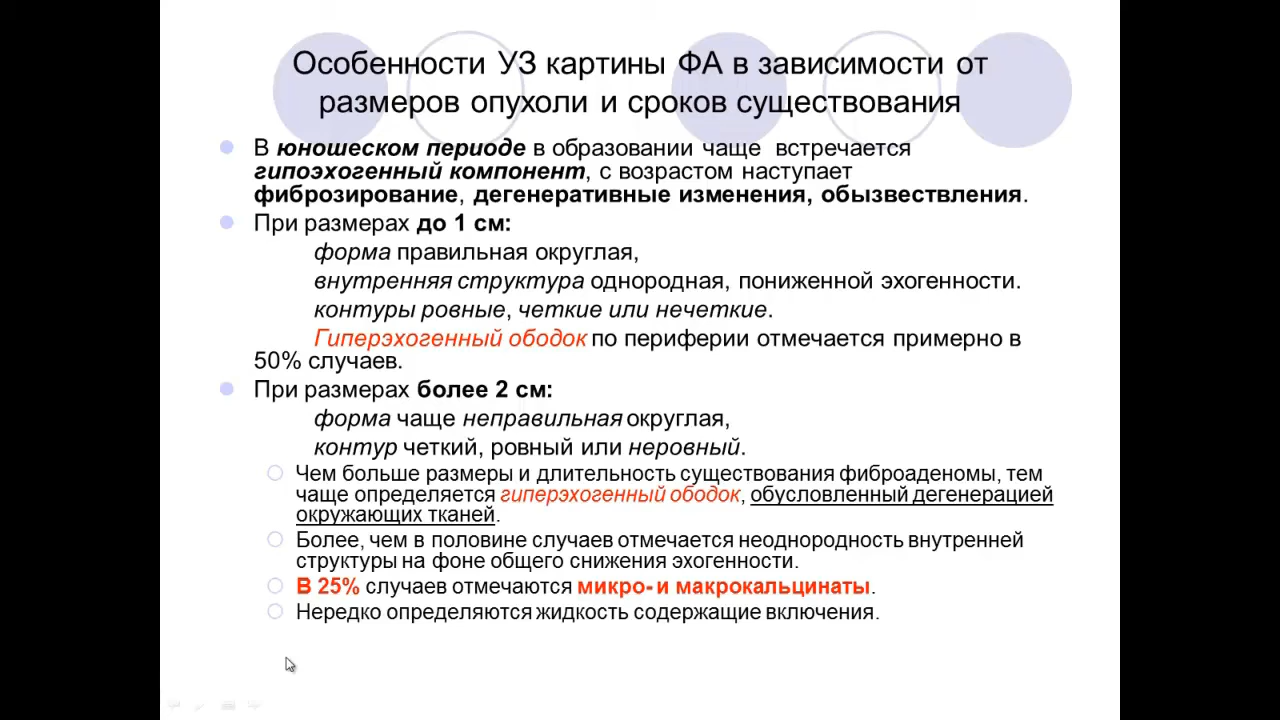 Особенности УЗ картины ФА в зависимости от
размеров опухоли и сроков существования
В юношеском периоде в образовании чаще встречается
гипоэхогенный компонент, с возрастом наступает
фиброзирование, дегенеративные изменения, обызвествления.
При размерах до 1 см:
форма правильная округлая,
внутренняя структура однородная, пониженной эхогенности.
контуры ровные, четкие или нечеткие.
Гиперэхогенный ободок по периферии отмечается примерно в
50% случаев.
При размерах более 2 см:
форма чаще неправильная округлая,
контур четкий, ровный или неровный.
Чем больше размеры и длительность существования фиброаденомы, тем
чаще определяется гиперэхогенный ободок, обусловленный дегенерацией
окружающих тканей.
Более, чем в половине случаев отмечается неоднородность внутренней
структуры на фоне общего снижения эхогенности.
В 25% случаев отмечаются микро- и макрокальцинаты.
Нередко определяются жидкость содержащие включения.